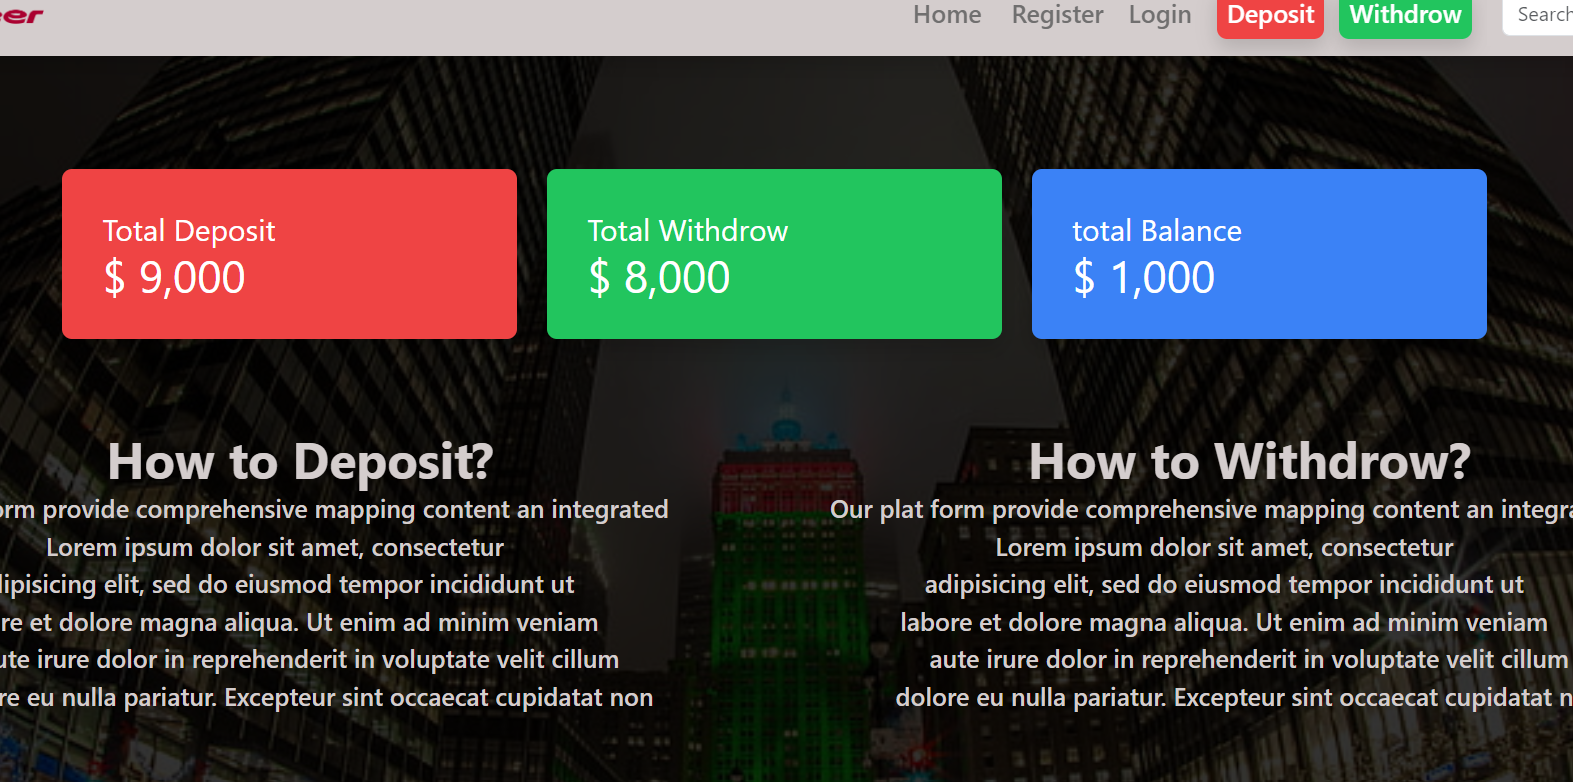 eer
Home Register Login Deposit Withdrow Search
Total Deposit
$ 9,000
Total Withdrow
$ 8,000
total Balance
$ 1,000
How to Deposit?
orm provide comprehensive mapping content an integrated
Lorem ipsum dolor sit amet, consectetur
dipisicing elit, sed do eiusmod tempor incididunt ut
re et dolore magna aliqua. Ut enim ad minim veniam
ute irure dolor in reprehenderit in voluptate velit cillum
re eu nulla pariatur. Excepteur sint occaecat cupidatat non
How to Withdrow?
Our plat form provide comprehensive mapping content an integra
Lorem ipsum dolor sit amet, consectetur
adipisicing elit, sed do eiusmod tempor incididunt ut
labore et dolore magna aliqua. Ut enim ad minim veniam
aute irure dolor in reprehenderit in voluptate velit cillum
dolore eu nulla pariatur. Excepteur sint occaecat cupidatat n